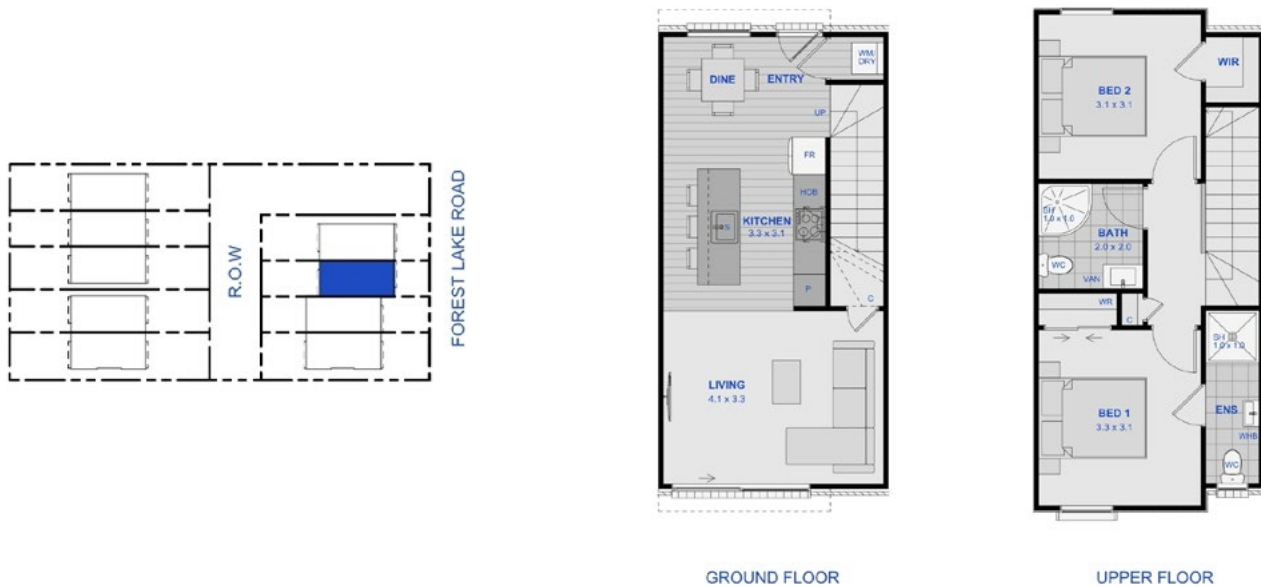 R.O.W
FOREST LAKE ROAD
DINE
ENTRY
WM/
DRY
UP
FR
HOB
KITCHEN
3.3 x 3.1
P
C
LIVING
4.1 x 3.3
GROUND FLOOR
BED 2
3.1 x 3.1
WIR
SH
1.0 x 1.0
BATH
2.0 x 2.0
WC
VAN
WR
C
SH
1.0 x 1.0
BED 1
3.3 x 3.1
ENS
WHB
WC
UPPER FLOOR